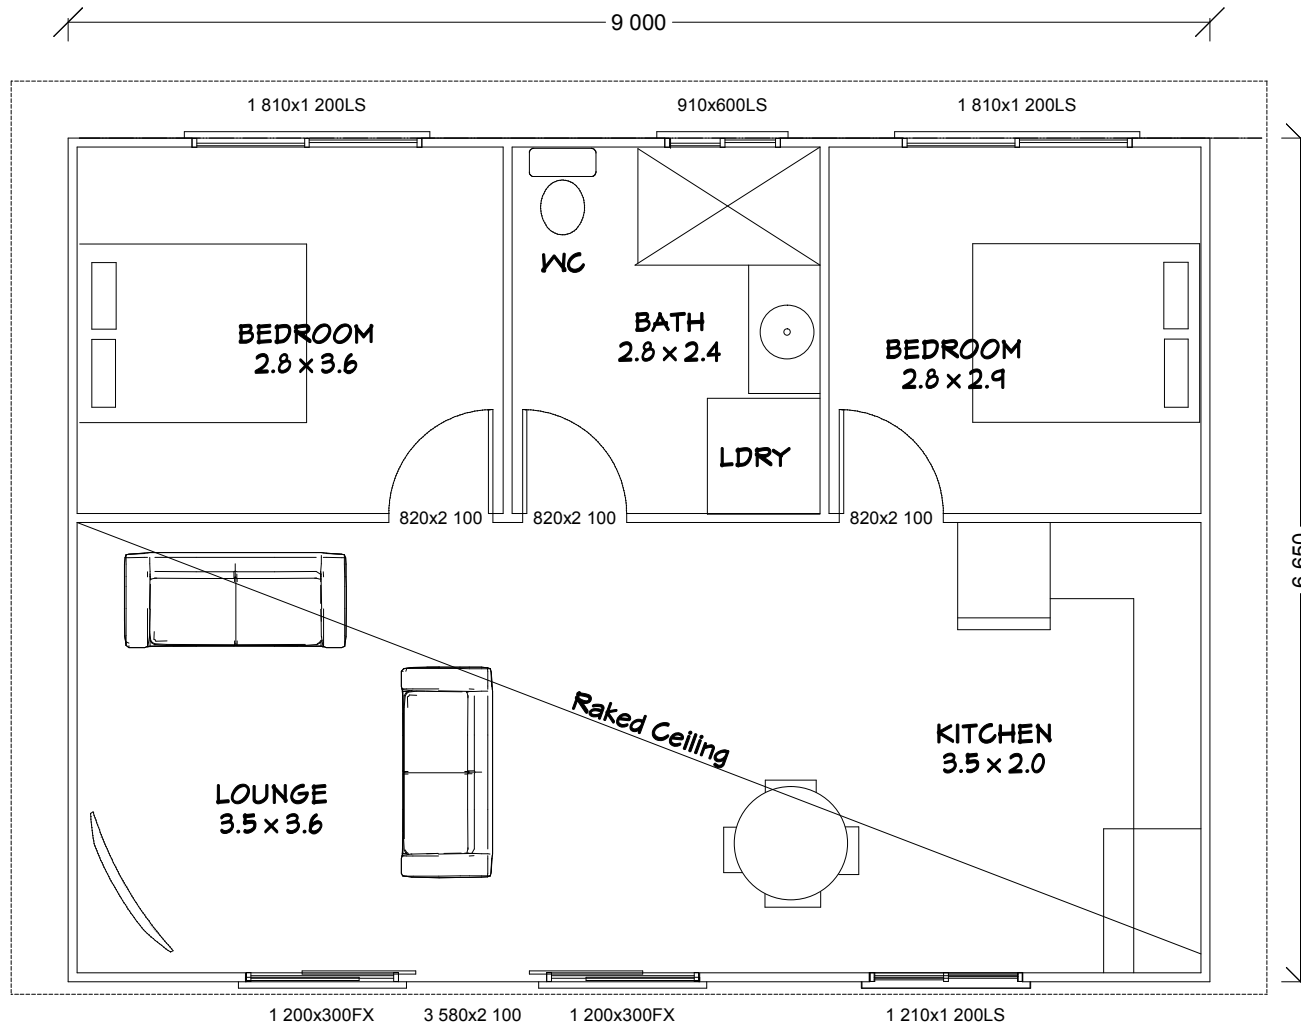 9 000
1 810x1 200LS
910x600LS
1 810x1 200LS
WC
BEDROOM
2.8 x 3.6
BATH
2.8 x 2.4
BEDROOM
2.8 x 2.9
LDRY
820x2 100
820x2 100
820x2 100
6 650
Raked Ceiling
KITCHEN
3.5 x 2.0
LOUNGE
3.5 x 3.6
1 200x300FX
3 580x2 100
1 200x300FX
1 210x1 200LS